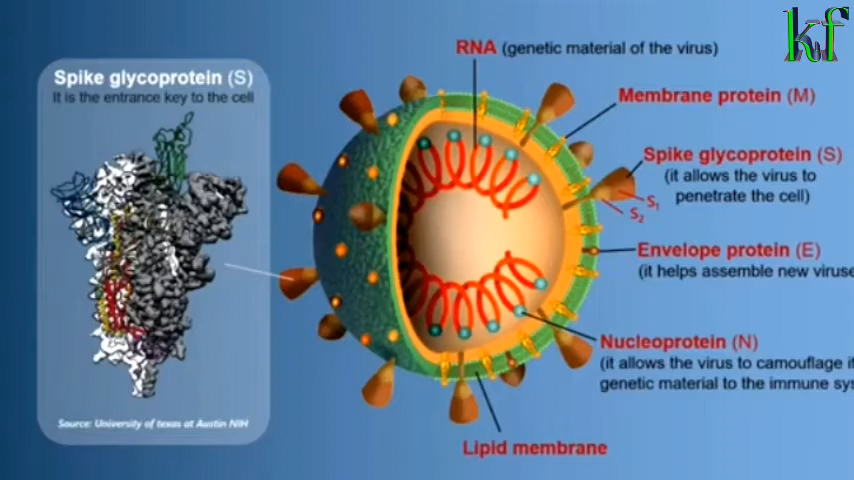 kf
RNA (genetic material of the virus)
Spike glycoprotein (S)
It is the entrance key to the cell
Membrane protein (M)
Spike glycoprotein (S)
(it allows the virus to
penetrate the cell)
S1
S2
Envelope protein (E)
(it helps assemble new viruse
Nucleoprotein (N)
(it allows the virus to camouflage i
genetic material to the immune sy
Lipid membrane
Source: University of texas at Austin NIH